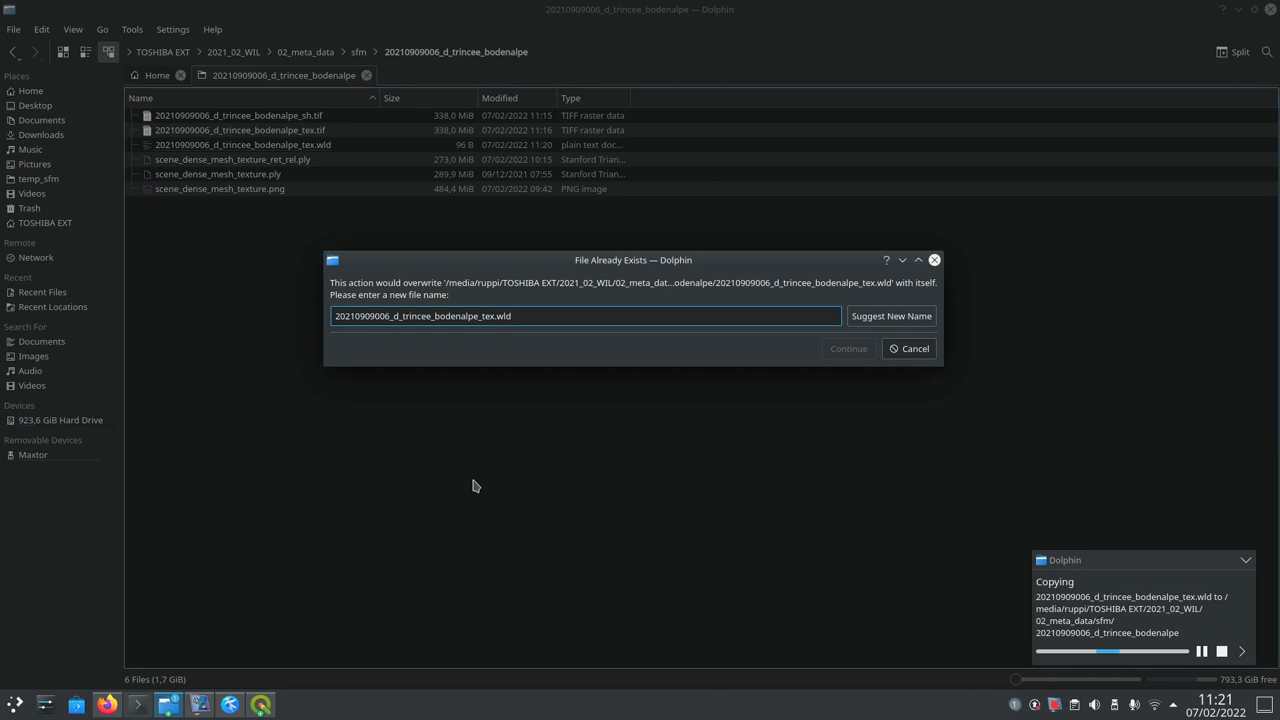 20210909006_d_trincee_bodenalpe — Dolphin
File Edit View Go Tools Settings Help
TOSHIBA EXT 2021_02_WIL 02_meta_data sfm 20210909006_d_trincee_bodenalpe
Split
Places
Home
Desktop
Documents
Downloads
Music
Pictures
temp_sfm
Videos
Trash
TOSHIBA EXT
Remote
Network
Recent
Recent Files
Recent Locations
Search For
Documents
Images
Audio
Videos
Devices
923,6 GiB Hard Drive
Removable Devices
Maxtor
Home 20210909006_d_trincee_bodenalpe
Name Size Modified Type
20210909006_d_trincee_bodenalpe_sh.tif 338,0 MiB 07/02/2022 11:15 TIFF raster data
20210909006_d_trincee_bodenalpe_tex.tif 338,0 MiB 07/02/2022 11:16 TIFF raster data
20210909006_d_trincee_bodenalpe_tex.wld 96 B 07/02/2022 11:20 plain text doc...
scene_dense_mesh_texture_ret_rel.ply 273,0 MiB 07/02/2022 10:15 Stanford Trian...
scene_dense_mesh_texture.ply 289,9 MiB 09/12/2021 07:55 Stanford Trian...
scene_dense_mesh_texture.png 484,4 MiB 07/02/2022 09:42 PNG image
File Already Exists — Dolphin
This action would overwrite '/media/ruppi/TOSHIBA EXT/2021_02_WIL/02_meta_dat...odenalpe/20210909006_d_trincee_bodenalpe_tex.wld' with itself.
Please enter a new file name:
20210909006_d_trincee_bodenalpe_tex.wld Suggest New Name
Continue Cancel
Dolphin
Copying
20210909006_d_trincee_bodenalpe_tex.wld to /
media/ruppi/TOSHIBA EXT/2021_02_WIL/
02_meta_data/sfm/
20210909006_d_trincee_bodenalpe
6 Files (1,7 GiB) 793,3 GiB free
11:21
07/02/2022